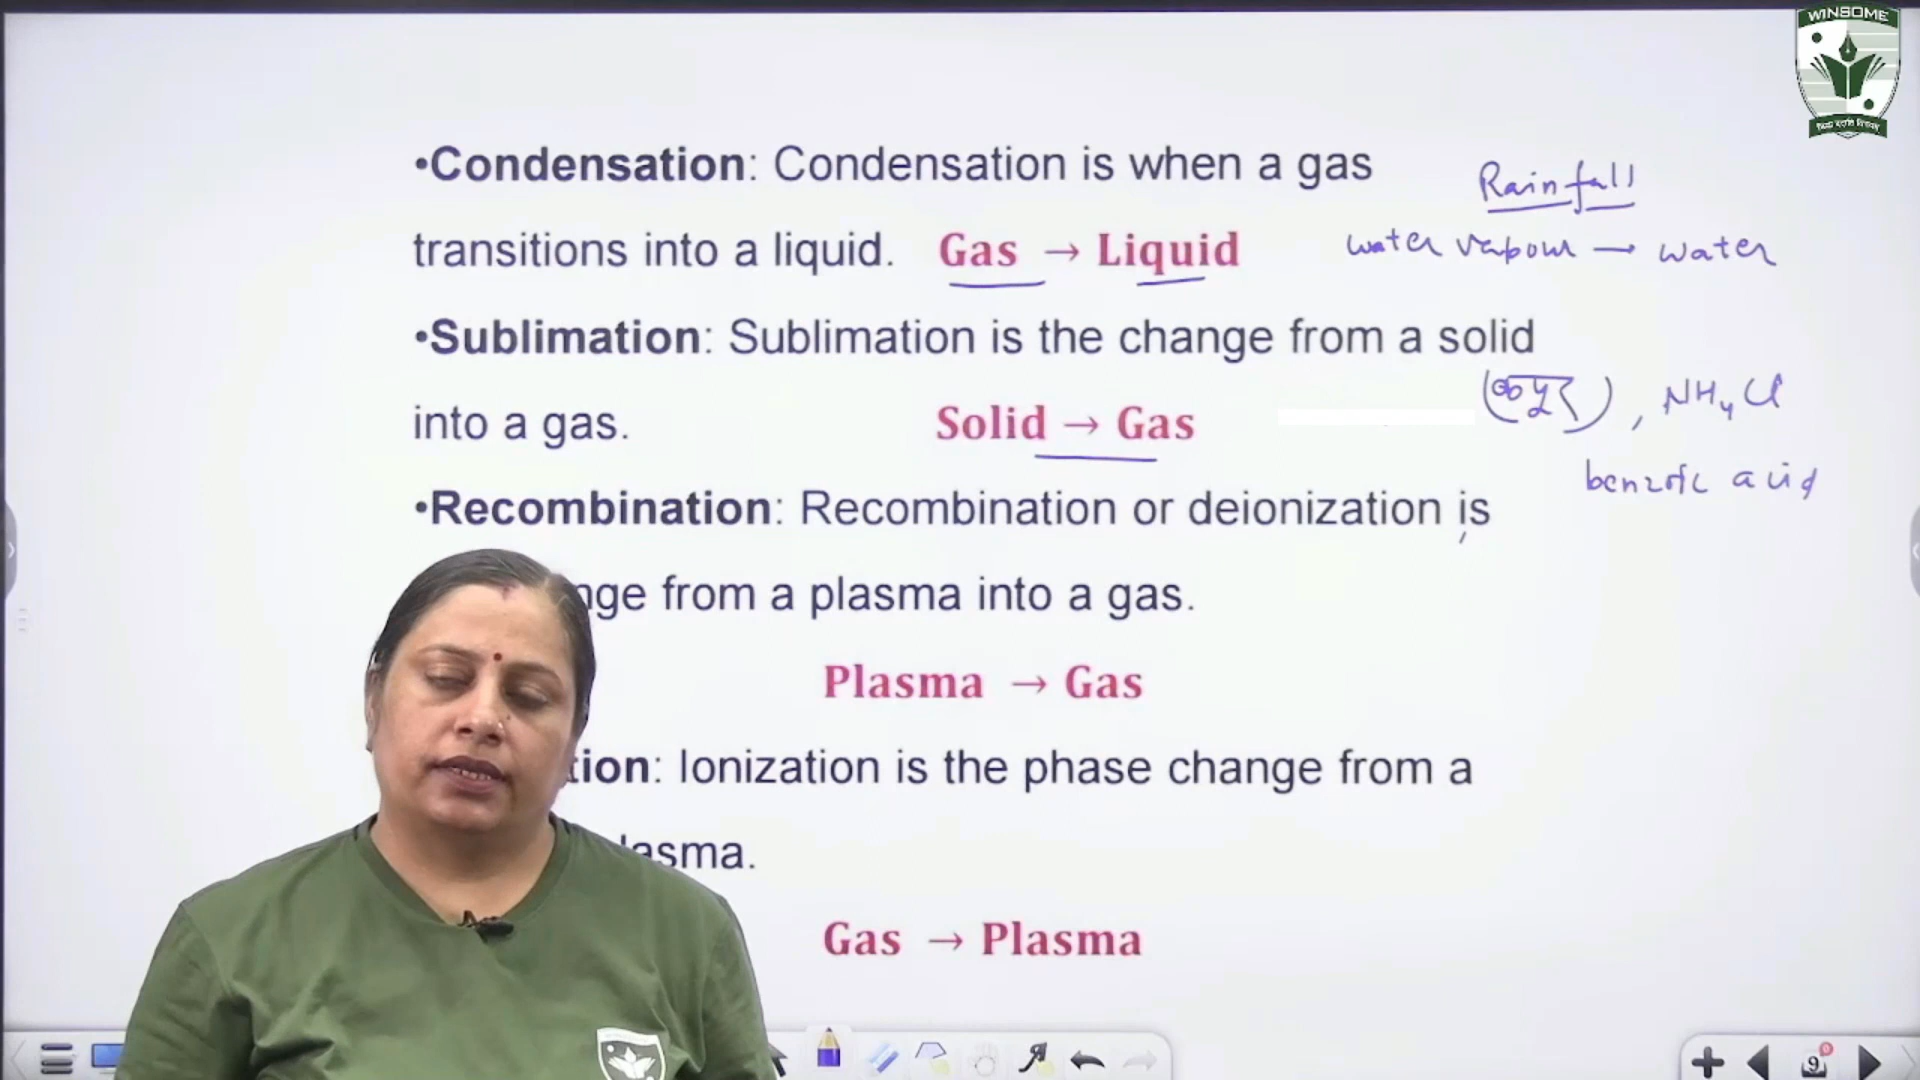 WINSOME
•Condensation: Condensation is when a gas
Rainfall
transitions into a liquid. Gas → Liquid
water vapour → water
•Sublimation: Sublimation is the change from a solid
into a gas. Solid → Gas
, NH4Cl
benzoic acid
•Recombination: Recombination or deionization is
nge from a plasma into a gas.
Plasma → Gas
tion: Ionization is the phase change from a
lasma.
Gas → Plasma
9